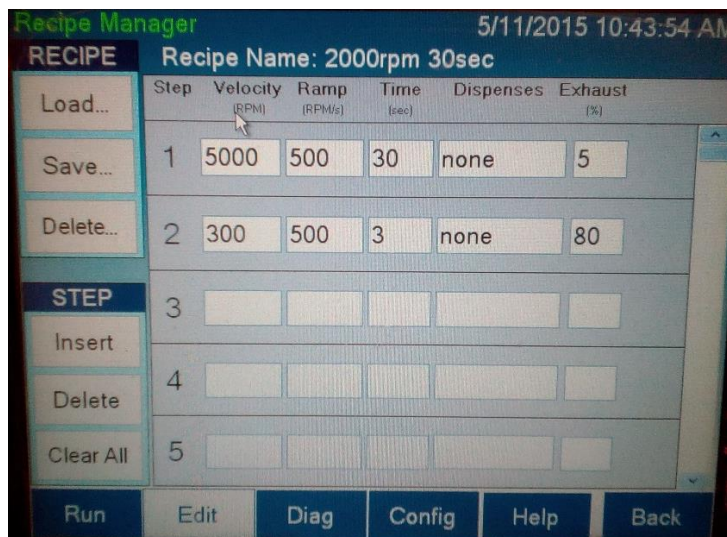 Recipe Manager 5/11/2015 10:43:54 AM
RECIPE Recipe Name: 2000rpm 30sec
Load... Step Velocity Ramp Time Dispenses Exhaust
(RPM) (RPM/s) (sec) (%)
Save... 1 5000 500 30 none 5
Delete... 2 300 500 3 none 80
STEP 3
Insert
Delete 4
Clear All 5
Run Edit Diag Config Help Back